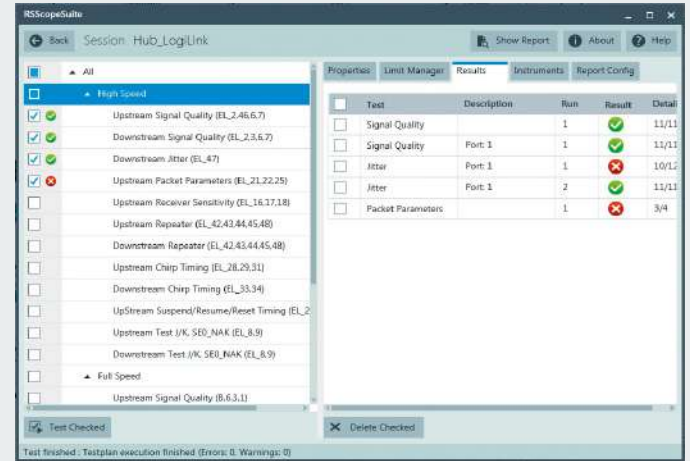 RSScopeSuite
Back Session Hub_LogiLink Show Report About Help
All
High Speed
Upstream Signal Quality (EL_2,46,6,7)
Downstream Signal Quality (EL_2,3,6,7)
Downstream Jitter (EL_47)
Upstream Packet Parameters (EL_21,22,25)
Upstream Receiver Sensitivity (EL_16,17,18)
Upstream Repeater (EL_42,43,44,45,48)
Downstream Repeater (EL_42,43,44,45,48)
Upstream Chirp Timing (EL_28,29,31)
Downstream Chirp Timing (EL_33,34)
UpStream Suspend/Resume/Reset Timing (EL_2
Upstream Test J/K, SE0_NAK (EL_8,9)
Downstream Test J/K, SE0_NAK (EL_8,9)
Full Speed
Upstream Signal Quality (8,6,3,1)
Test Checked
Properties Limit Manager Results Instruments Report Config
Test Description Run Result Detail
Signal Quality 1 11/11
Signal Quality Port: 1 1 11/11
Jitter Port: 1 1 10/12
Jitter Port: 1 2 11/11
Packet Parameters 1 3/4
Delete Checked
Test finished : Testplan execution finished (Errors: 0, Warnings: 0)